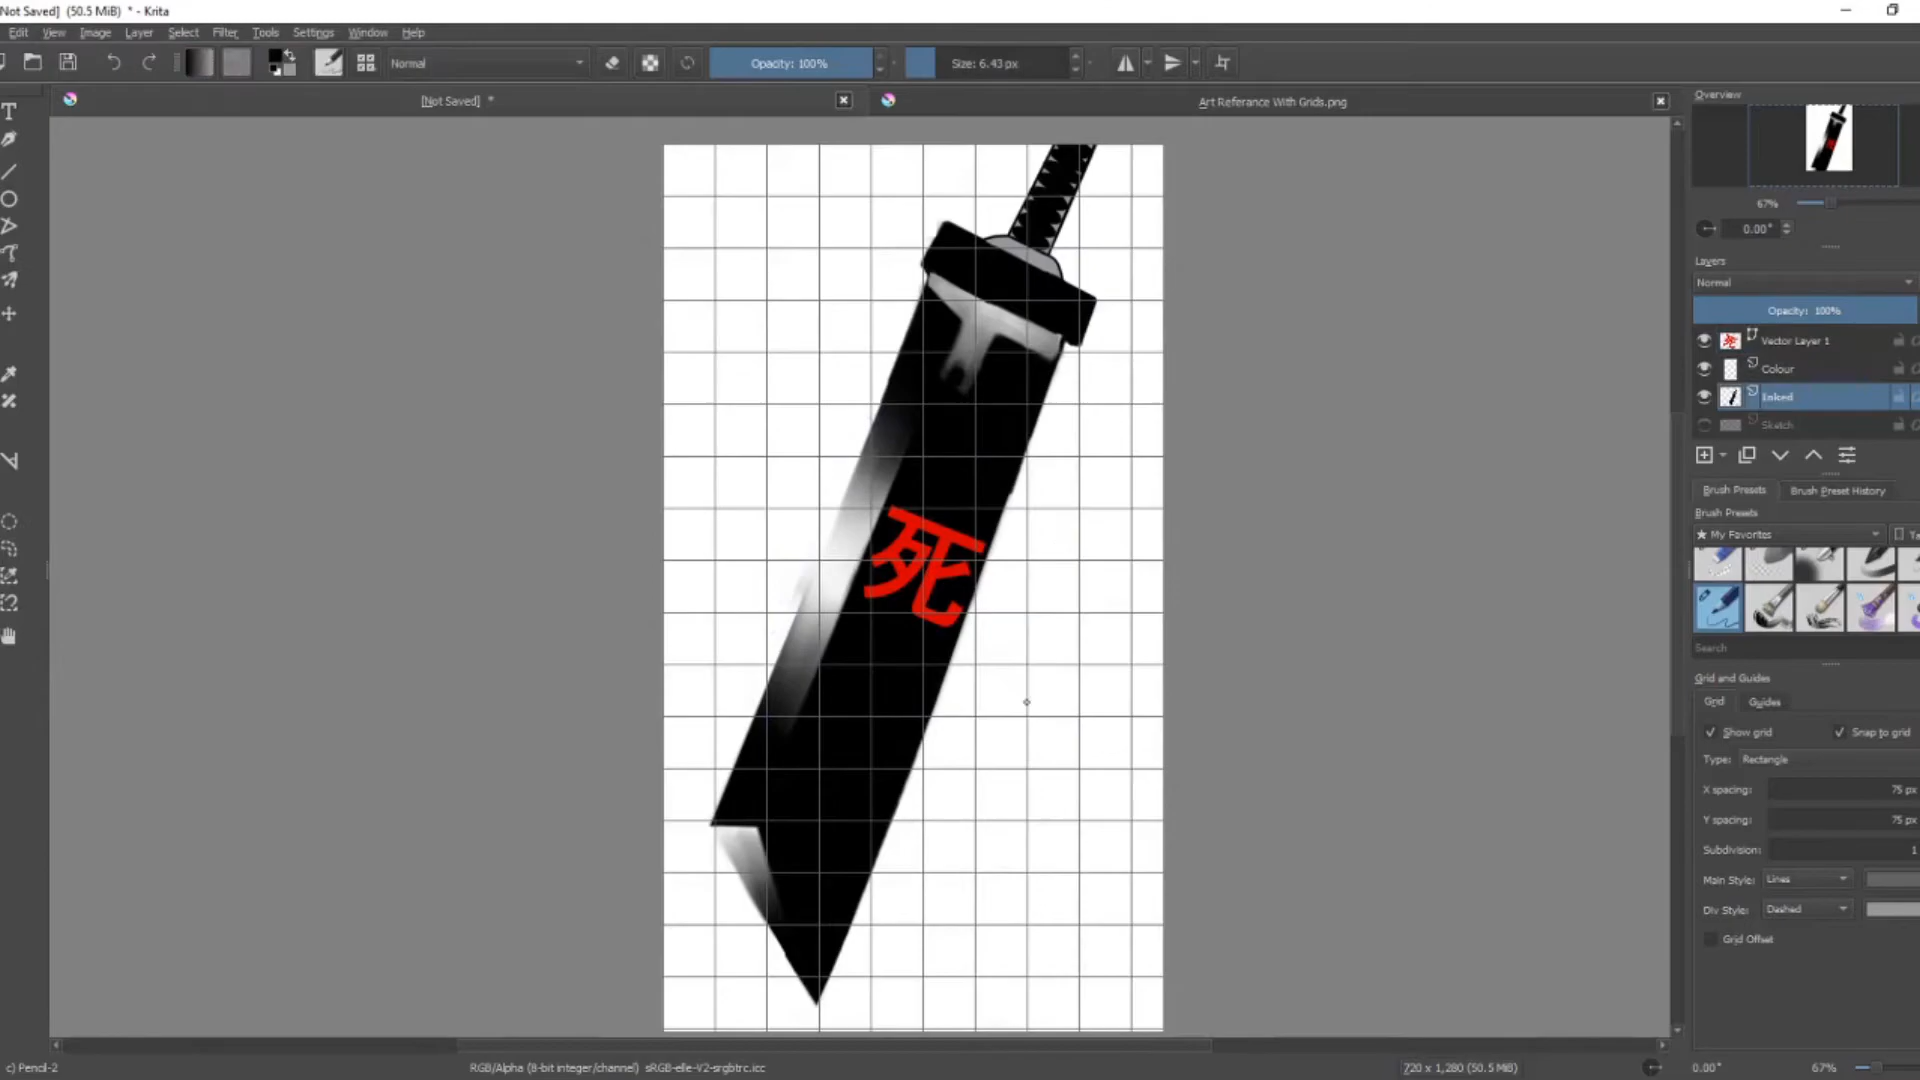 Not Saved] (50.5 MiB) * - Krita
Edit View Image Layer Select Filter Tools Settings Window Help
Normal Opacity: 100% Size: 6.43 px
[Not Saved] * Art Referance With Grids.png
死
Overview
67%
0.00°
Layers
Normal
Opacity: 100%
Vector Layer 1
Colour
Inked
Sketch
Brush Presets Brush Preset History
Brush Presets
★ My Favorites
Search
Grid and Guides
Grid Guides
Show grid Snap to grid
Type: Rectangle
X spacing: 75 px
Y spacing: 75 px
Subdivision: 1
Main Style: Lines
Div Style: Dashed
Grid Offset
c) Pencil-2 RGB/Alpha (8-bit integer/channel) sRGB-elle-V2-srgbtrc.icc 720 x 1,280 (50.5 MiB) 0.00° 67%